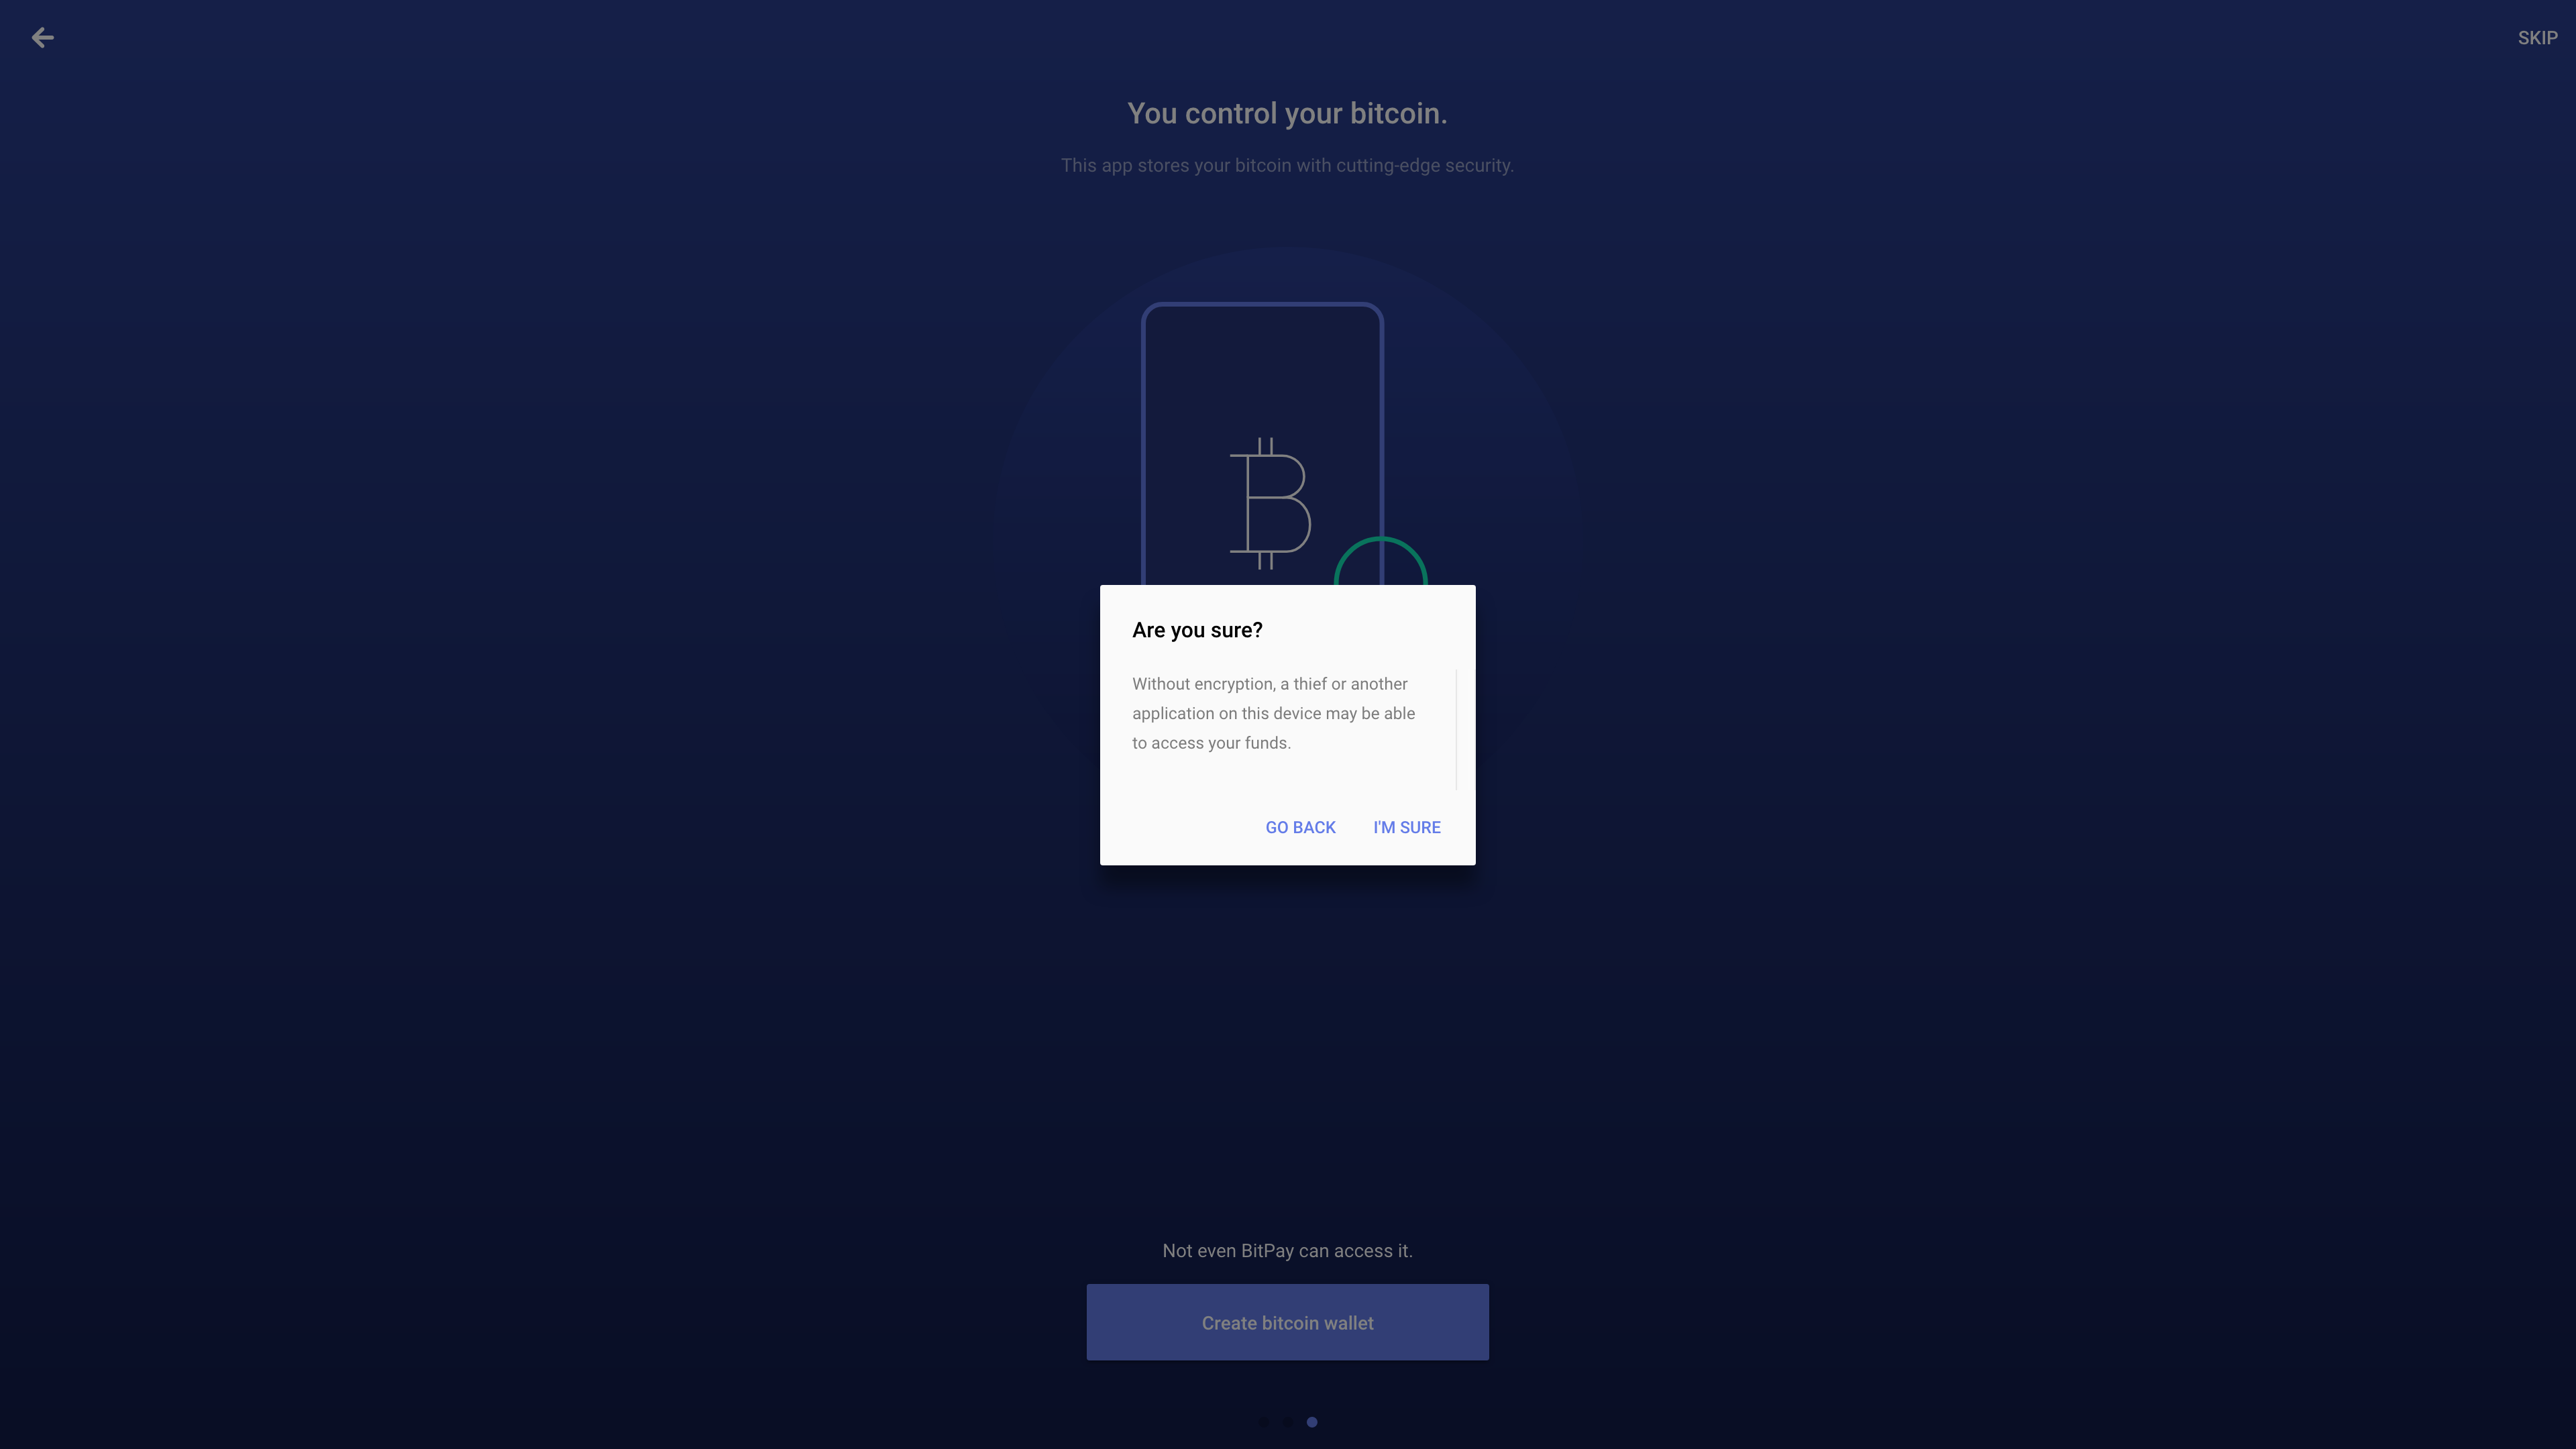 SKIP
You control your bitcoin.
This app stores your bitcoin with cutting-edge security.
Are you sure?
Without encryption, a thief or another
application on this device may be able
to access your funds.
GO BACK I'M SURE
Not even BitPay can access it.
Create bitcoin wallet